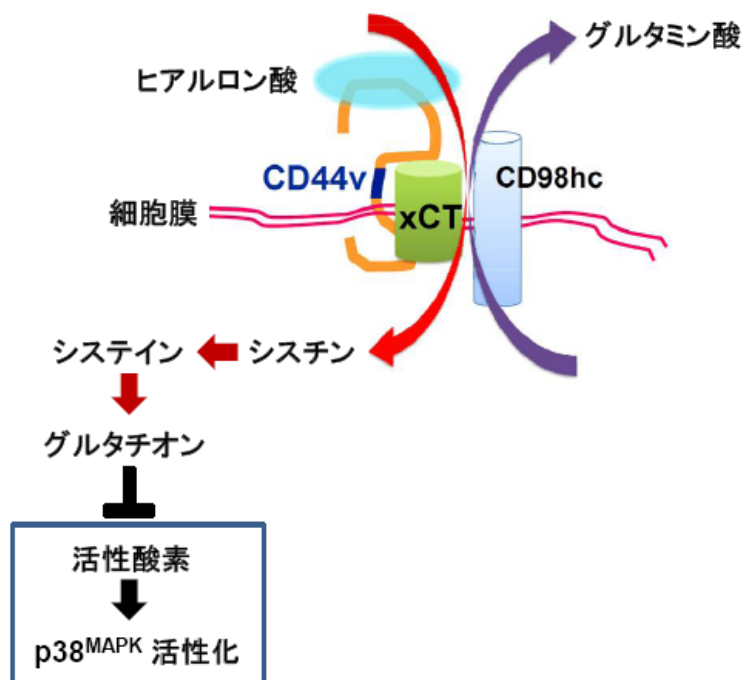 グルタミン酸
ヒアルロン酸
CD44v
CD98hc
細胞膜
xCT
システイン
シスチン
グルタチオン
活性酸素
p38MAPK 活性化